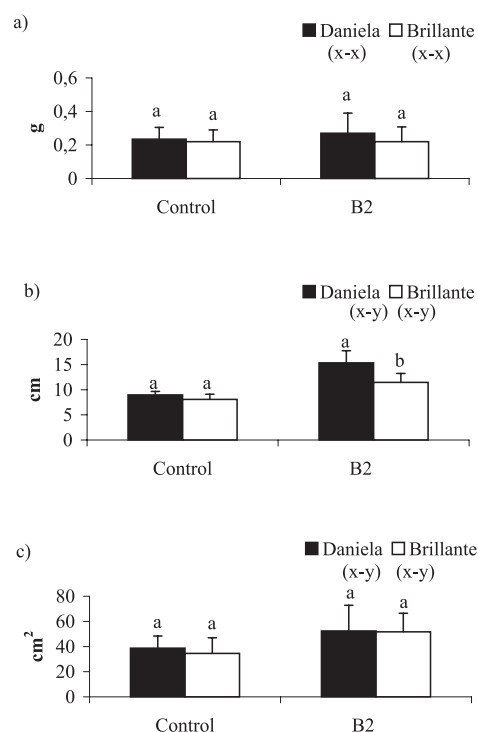 a)
Daniela Brillante
(x-x) (x-x)
0,6
0,4
0,2
0
g
a a a a
Control B2
b)
Daniela Brillante
(x-y) (x-y)
20
15
10
5
0
cm
a a a b
Control B2
c)
Daniela Brillante
(x-y) (x-y)
80
60
40
20
0
cm²
a a a a
Control B2